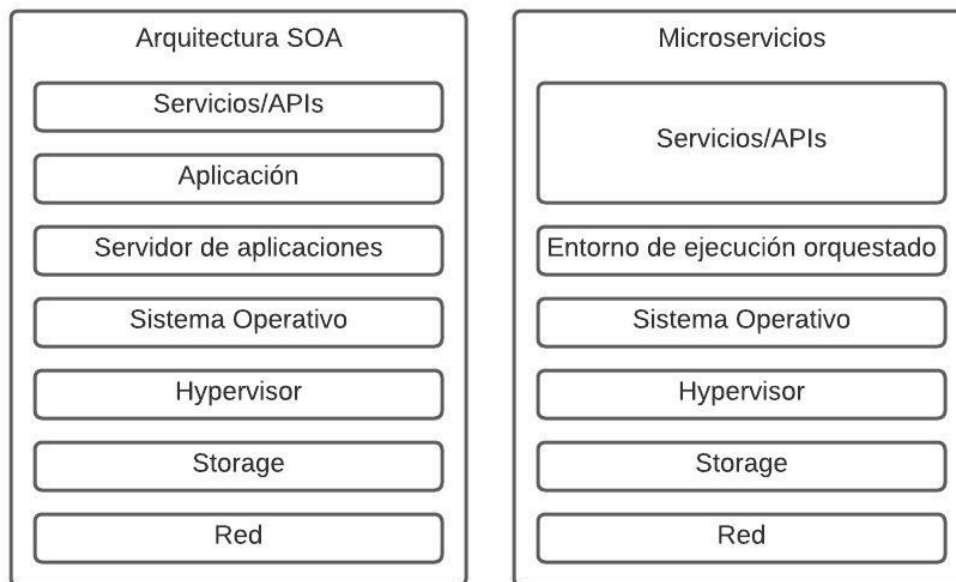 Arquitectura SOA
Servicios/APIs
Aplicación
Servidor de aplicaciones
Sistema Operativo
Hypervisor
Storage
Red
Microservicios
Servicios/APIs
Entorno de ejecución orquestado
Sistema Operativo
Hypervisor
Storage
Red